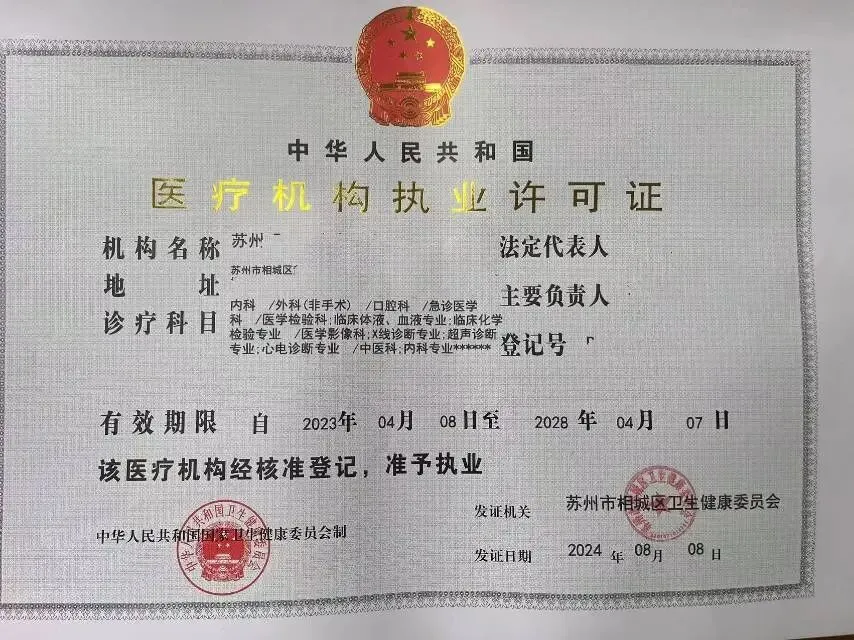 中华人民共和国
医疗机构执业许可证
机构名称 苏州
法定代表人
地址 苏州市相城区
主要负责人
诊疗科目 内科 /外科(非手术) /口腔科 /急诊医学
科 /医学检验科;临床体液、血液专业;临床化学
检验专业 /医学影像科;X线诊断专业;超声诊断
专业;心电诊断专业 /中医科;内科专业******
登记号
有效期限 自 2023年 04月 08日至 2028年 04月 07日
该医疗机构经核准登记，准予执业
发证机关 苏州市相城区卫生健康委员会
中华人民共和国国家卫生健康委员会制
发证日期 2024年 08月 08日